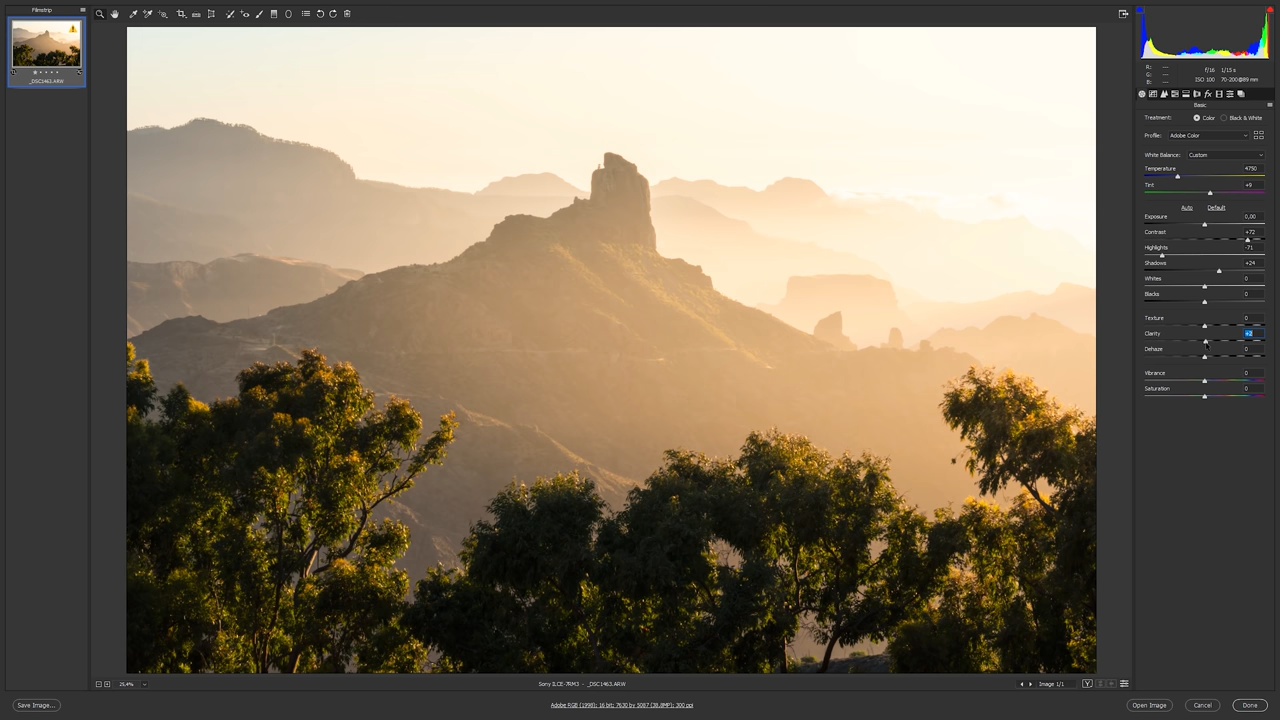 Filmstrip
_DSC1463.ARW
R: ---
G: ---
B: ---
f/16 1/15 s
ISO 100 70-200@89 mm
Basic
Treatment: Color Black & White
Profile: Adobe Color
White Balance: Custom
Temperature 4750
Tint +9
Auto Default
Exposure 0,00
Contrast +72
Highlights -71
Shadows +24
Whites 0
Blacks 0
Texture 0
Clarity +2
Dehaze 0
Vibrance 0
Saturation 0
25,4% Sony ILCE-7RM3 - _DSC1463.ARW Image 1/1 Y
Save Image... Adobe RGB (1998); 16 bit; 7630 by 5087 (38,8MP); 300 ppi Open Image Cancel Done